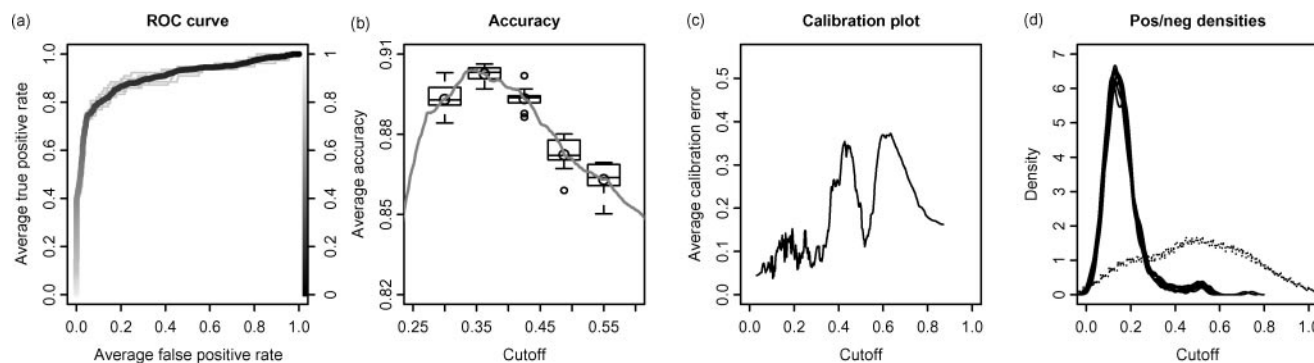 (a) ROC curve
Average true positive rate
0.0 0.2 0.4 0.6 0.8 1.0
0 0.2 0.4 0.6 0.8 1
0.0 0.2 0.4 0.6 0.8 1.0
Average false positive rate
(b) Accuracy
Average accuracy
0.82 0.85 0.88 0.91
0.25 0.35 0.45 0.55
Cutoff
(c) Calibration plot
Average calibration error
0.0 0.1 0.2 0.3 0.4 0.5
0.0 0.2 0.4 0.6 0.8 1.0
Cutoff
(d) Pos/neg densities
Density
0 1 2 3 4 5 6 7
0.0 0.2 0.4 0.6 0.8 1.0
Cutoff